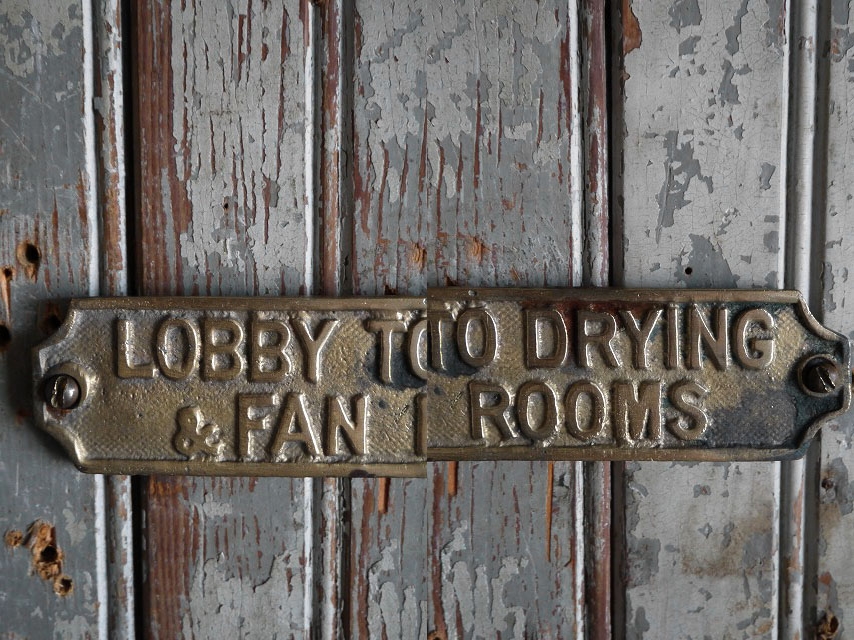 LOBBY TO DRYING
& FAN ROOMS